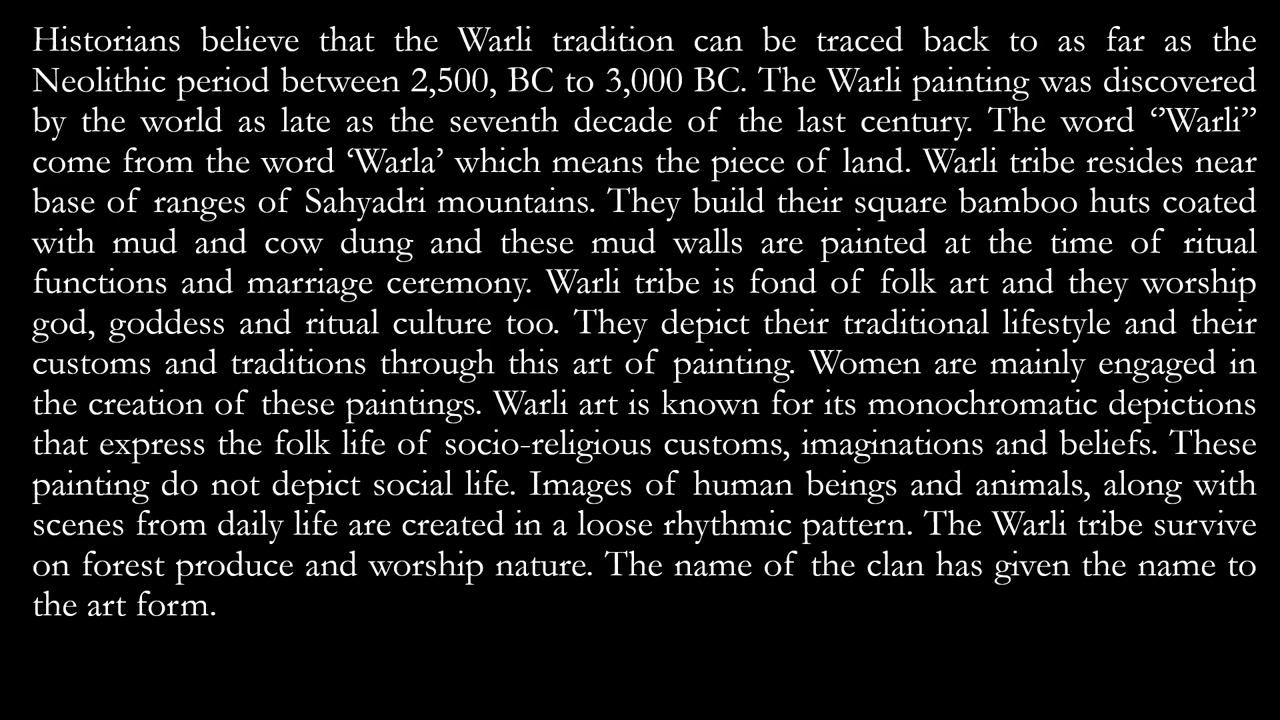 Historians believe that the Warli tradition can be traced back to as far as the
Neolithic period between 2,500, BC to 3,000 BC. The Warli painting was discovered
by the world as late as the seventh decade of the last century. The word ‘’Warli’’
come from the word ‘Warla’ which means the piece of land. Warli tribe resides near
base of ranges of Sahyadri mountains. They build their square bamboo huts coated
with mud and cow dung and these mud walls are painted at the time of ritual
functions and marriage ceremony. Warli tribe is fond of folk art and they worship
god, goddess and ritual culture too. They depict their traditional lifestyle and their
customs and traditions through this art of painting. Women are mainly engaged in
the creation of these paintings. Warli art is known for its monochromatic depictions
that express the folk life of socio-religious customs, imaginations and beliefs. These
painting do not depict social life. Images of human beings and animals, along with
scenes from daily life are created in a loose rhythmic pattern. The Warli tribe survive
on forest produce and worship nature. The name of the clan has given the name to
the art form.